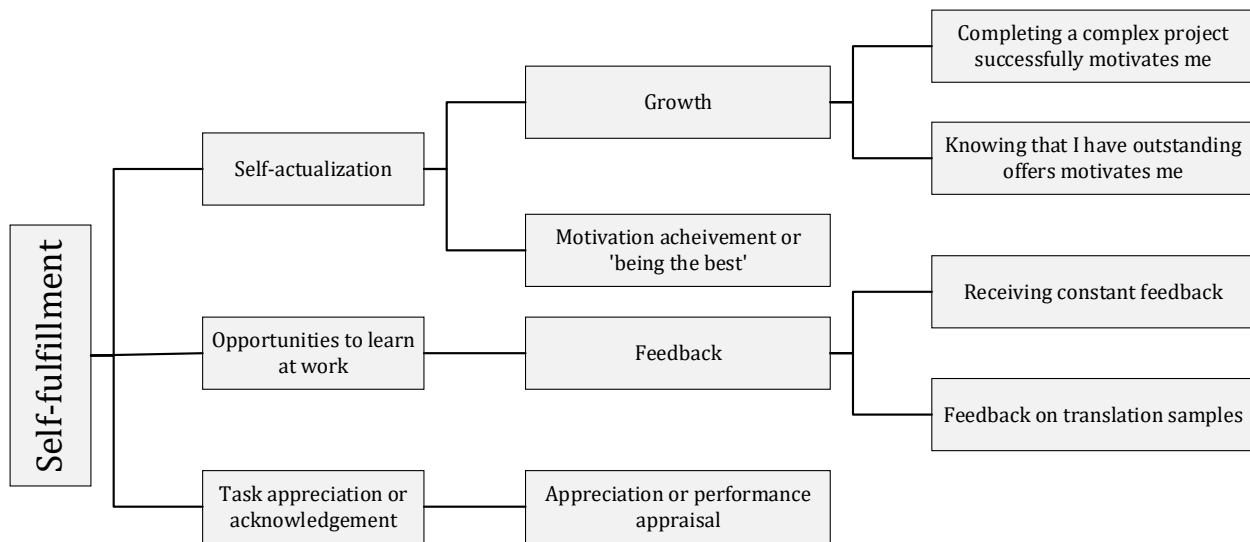 Self-fulfillment
Self-actualization
Growth
Completing a complex project
successfully motivates me
Knowing that I have outstanding
offers motivates me
Motivation acheivement or
'being the best'
Opportunities to learn
at work
Feedback
Receiving constant feedback
Feedback on translation samples
Task appreciation or
acknowledgement
Appreciation or performance
appraisal